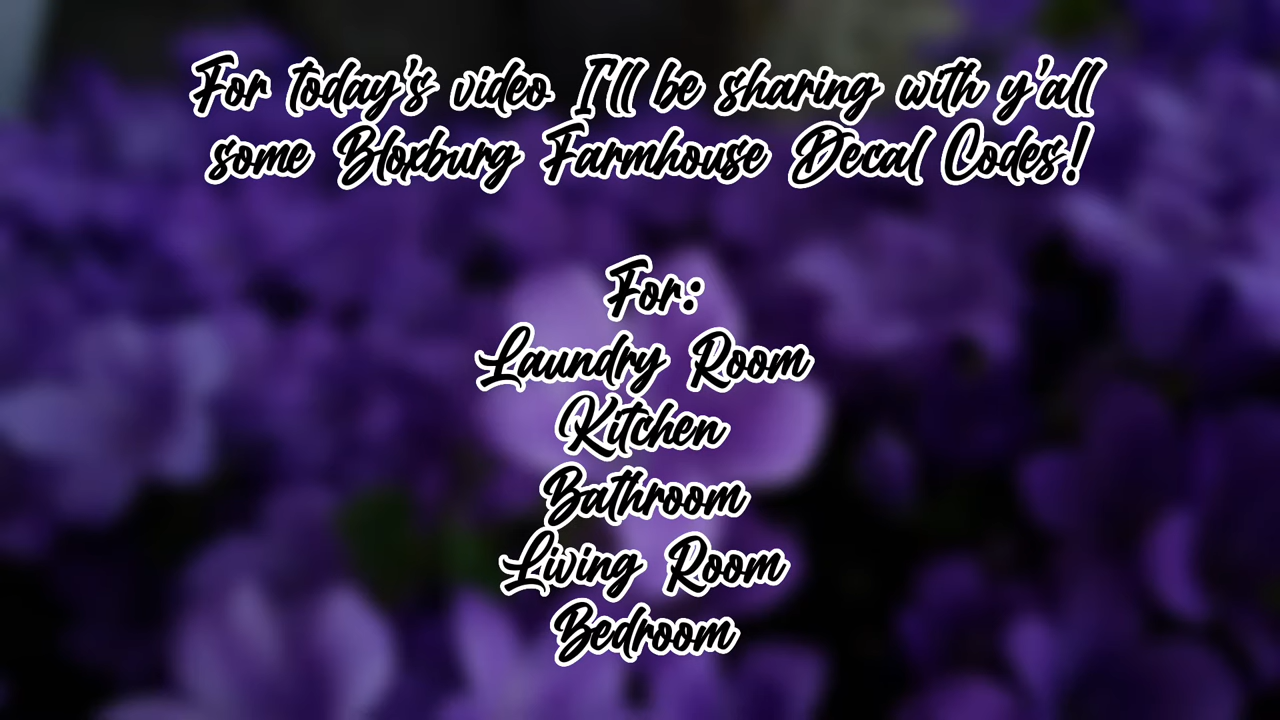 For today's video I'll be sharing with y'all
some Bloxburg Farmhouse Decal Codes!
For:
Laundry Room
Kitchen
Bathroom
Living Room
Bedroom